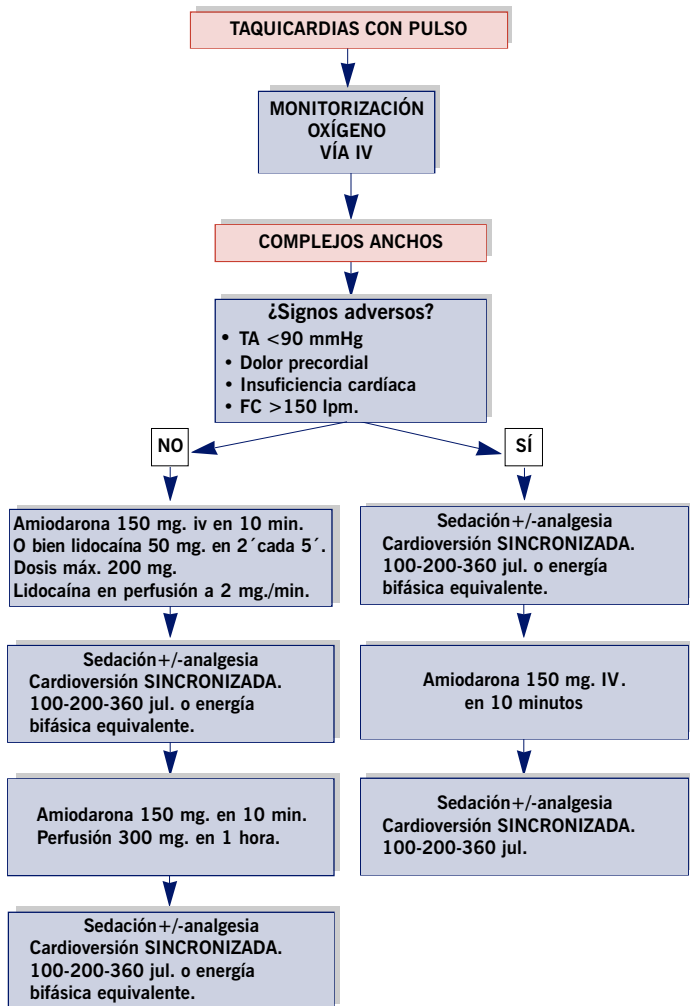 TAQUICARDIAS CON PULSO
MONITORIZACIÓN
OXÍGENO
VÍA IV
COMPLEJOS ANCHOS
¿Signos adversos?
• TA <90 mmHg
• Dolor precordial
• Insuficiencia cardíaca
• FC >150 lpm.
NO
SÍ
Amiodarona 150 mg. iv en 10 min.
O bien lidocaína 50 mg. en 2´cada 5´.
Dosis máx. 200 mg.
Lidocaína en perfusión a 2 mg./min.
Sedación+/-analgesia
Cardioversión SINCRONIZADA.
100-200-360 jul. o energía
bifásica equivalente.
Amiodarona 150 mg. en 10 min.
Perfusión 300 mg. en 1 hora.
Sedación+/-analgesia
Cardioversión SINCRONIZADA.
100-200-360 jul. o energía
bifásica equivalente.
Sedación+/-analgesia
Cardioversión SINCRONIZADA.
100-200-360 jul. o energía
bifásica equivalente.
Amiodarona 150 mg. IV.
en 10 minutos
Sedación+/-analgesia
Cardioversión SINCRONIZADA.
100-200-360 jul.